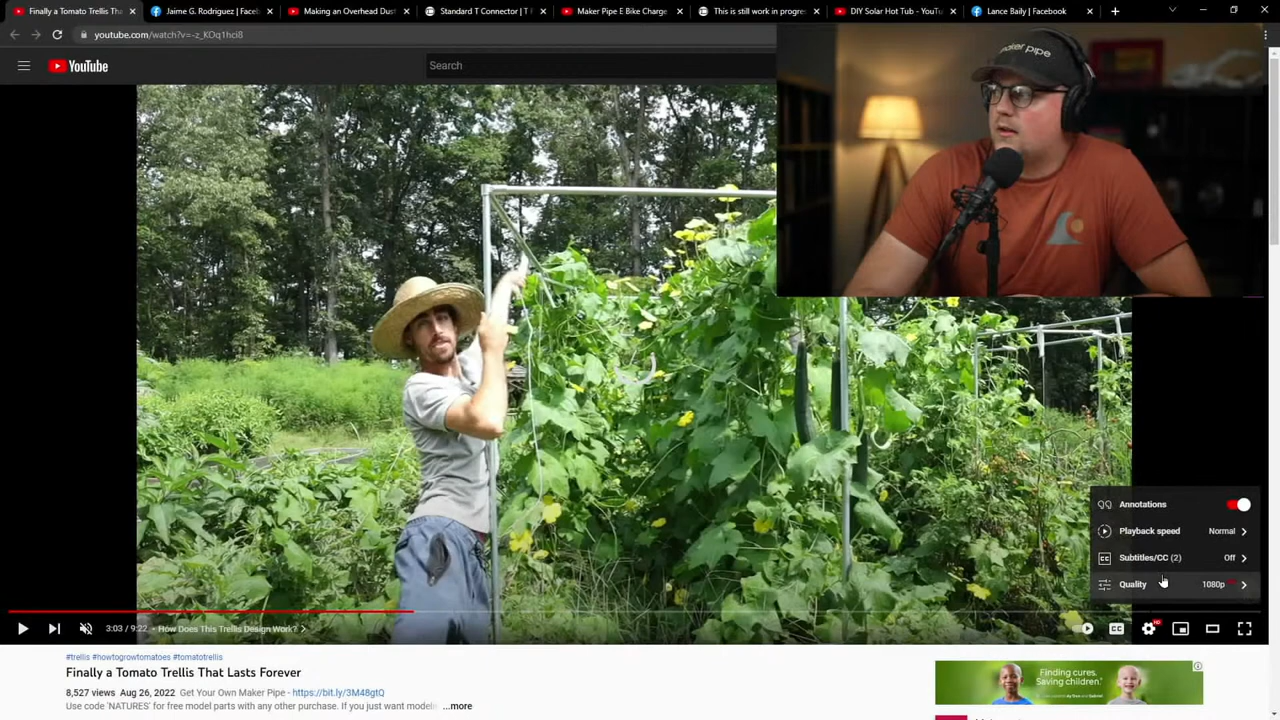 Finally a Tomato Trellis Tha
Jaime G. Rodriguez | Faceb
Making an Overhead Dust
Standard T Connector | T F
Maker Pipe E Bike Charge
This is still work in progre
DIY Solar Hot Tub - YouTu
Lance Baily | Facebook
youtube.com/watch?v=-z_KOq1hci8
YouTube
Search
maker pipe
Annotations
Playback speed Normal
Subtitles/CC (2) Off
Quality 1080p HD
3:03 / 9:22 • How Does This Trellis Design Work?
CC
HD
#trellis #howtogrowtomatoes #tomatotrellis
Finally a Tomato Trellis That Lasts Forever
8,527 views Aug 26, 2022 Get Your Own Maker Pipe - https://bit.ly/3M48gtQ
Use code 'NATURES' for free model parts with any other purchase. If you just want models ...more
Finding cures.
Saving children.